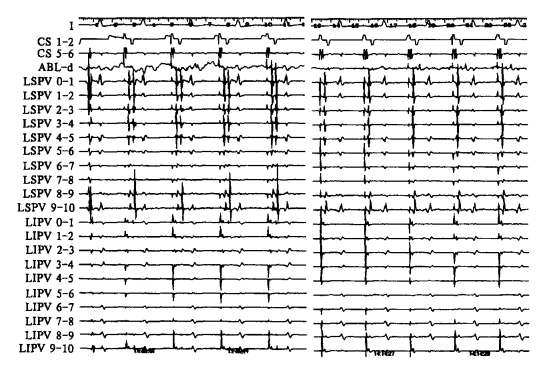 I
CS 1-2
CS 5-6
ABL-d
LSPV 0-1
LSPV 1-2
LSPV 2-3
LSPV 3-4
LSPV 4-5
LSPV 5-6
LSPV 6-7
LSPV 7-8
LSPV 8-9
LSPV 9-10
LIPV 0-1
LIPV 1-2
LIPV 2-3
LIPV 3-4
LIPV 4-5
LIPV 5-6
LIPV 6-7
LIPV 7-8
LIPV 8-9
LIPV 9-10